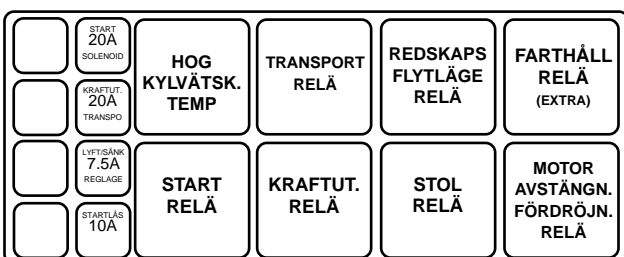 START
20A
SOLENOID
KRAFTUT.
20A
TRANSPO
LYFT/SÄNK
7.5A
REGLAGE
STARTLÅS
10A
HOG
KYLVÄTSK.
TEMP
TRANSPORT
RELÄ
REDSKAPS
FLYTLÄGE
RELÄ
FARTHÅLL
RELÄ
(EXTRA)
START
RELÄ
KRAFTUT.
RELÄ
STOL
RELÄ
MOTOR
AVSTÄNGN.
FÖRDRÖJN.
RELÄ